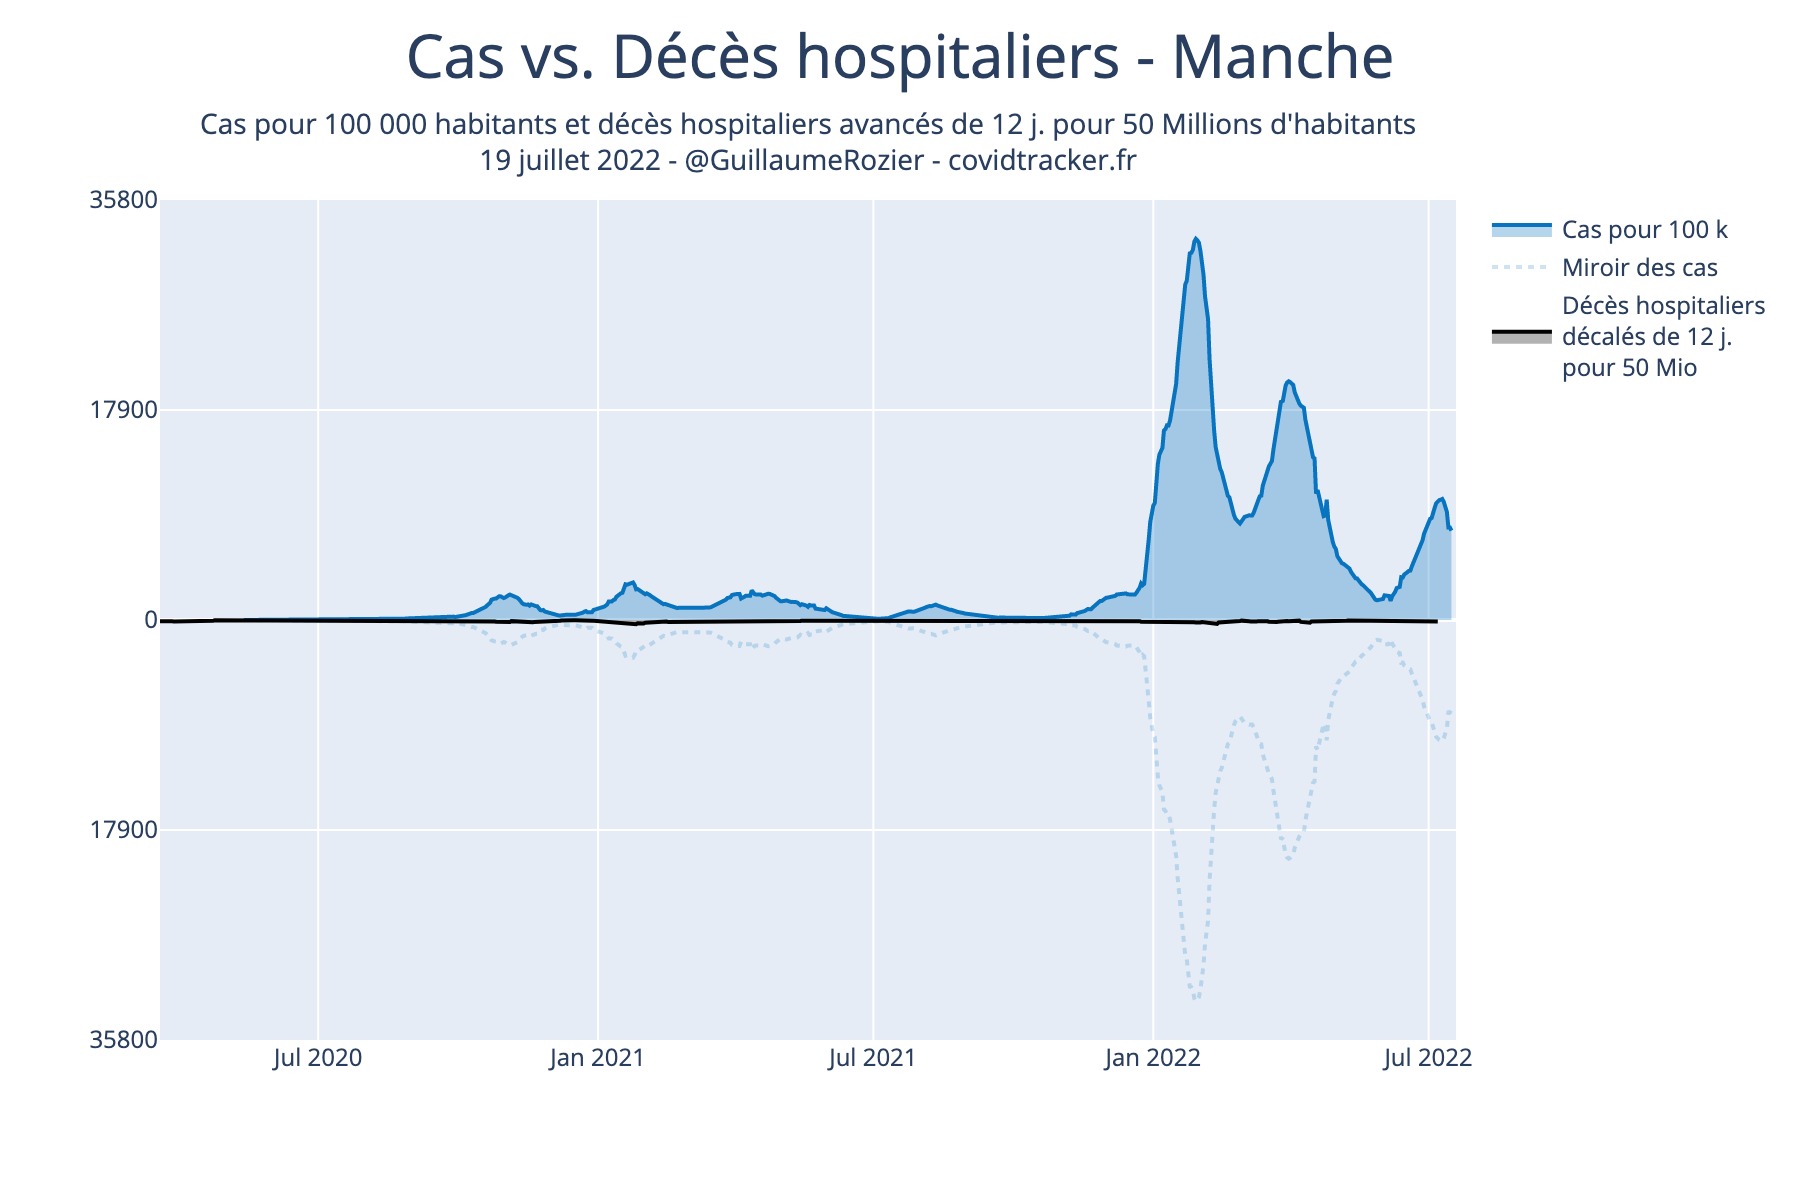 Cas vs. Décès hospitaliers - Manche
Cas pour 100 000 habitants et décès hospitaliers avancés de 12 j. pour 50 Millions d'habitants
19 juillet 2022 - @GuillaumeRozier - covidtracker.fr
35800
17900
0
17900
35800
Jul 2020
Jan 2021
Jul 2021
Jan 2022
Jul 2022
Cas pour 100 k
Miroir des cas
Décès hospitaliers
décalés de 12 j.
pour 50 Mio